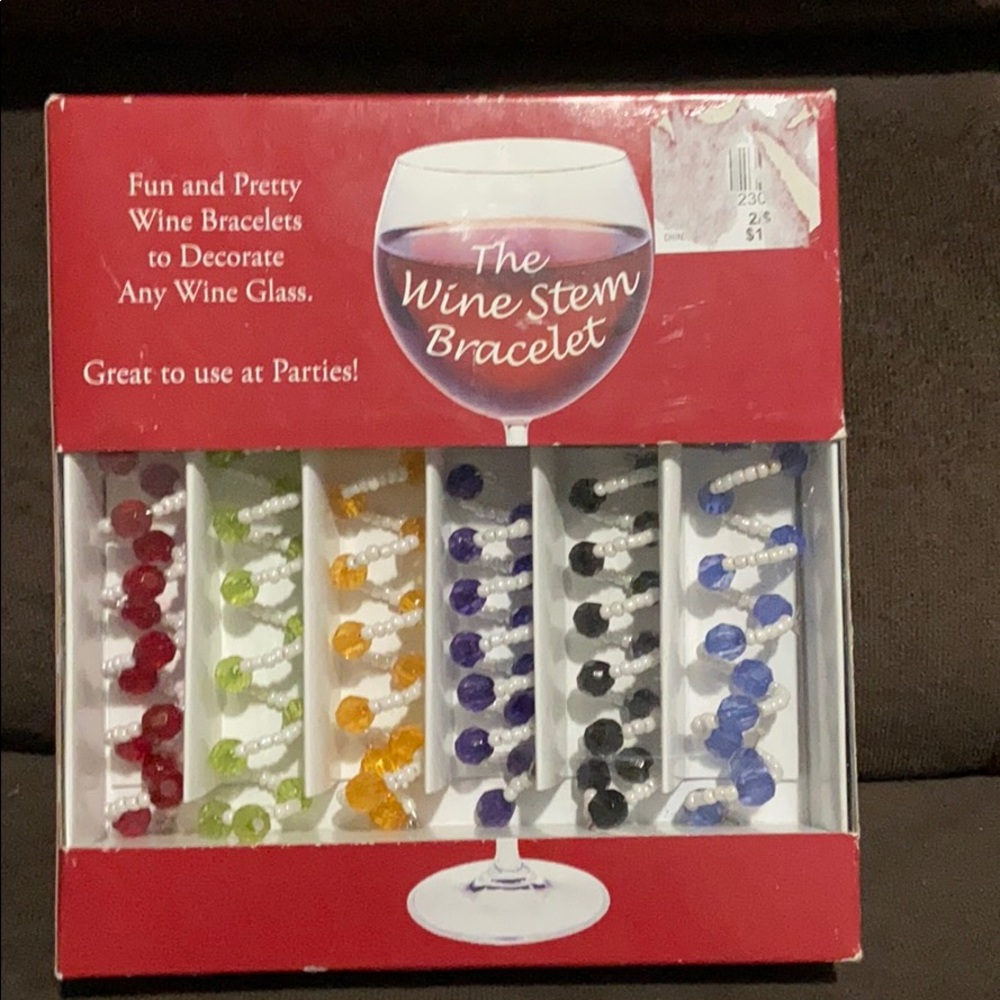 Fun and Pretty
Wine Bracelets
to Decorate
Any Wine Glass.
Great to use at Parties!
The
Wine Stem
Bracelet
230
2/$
$1